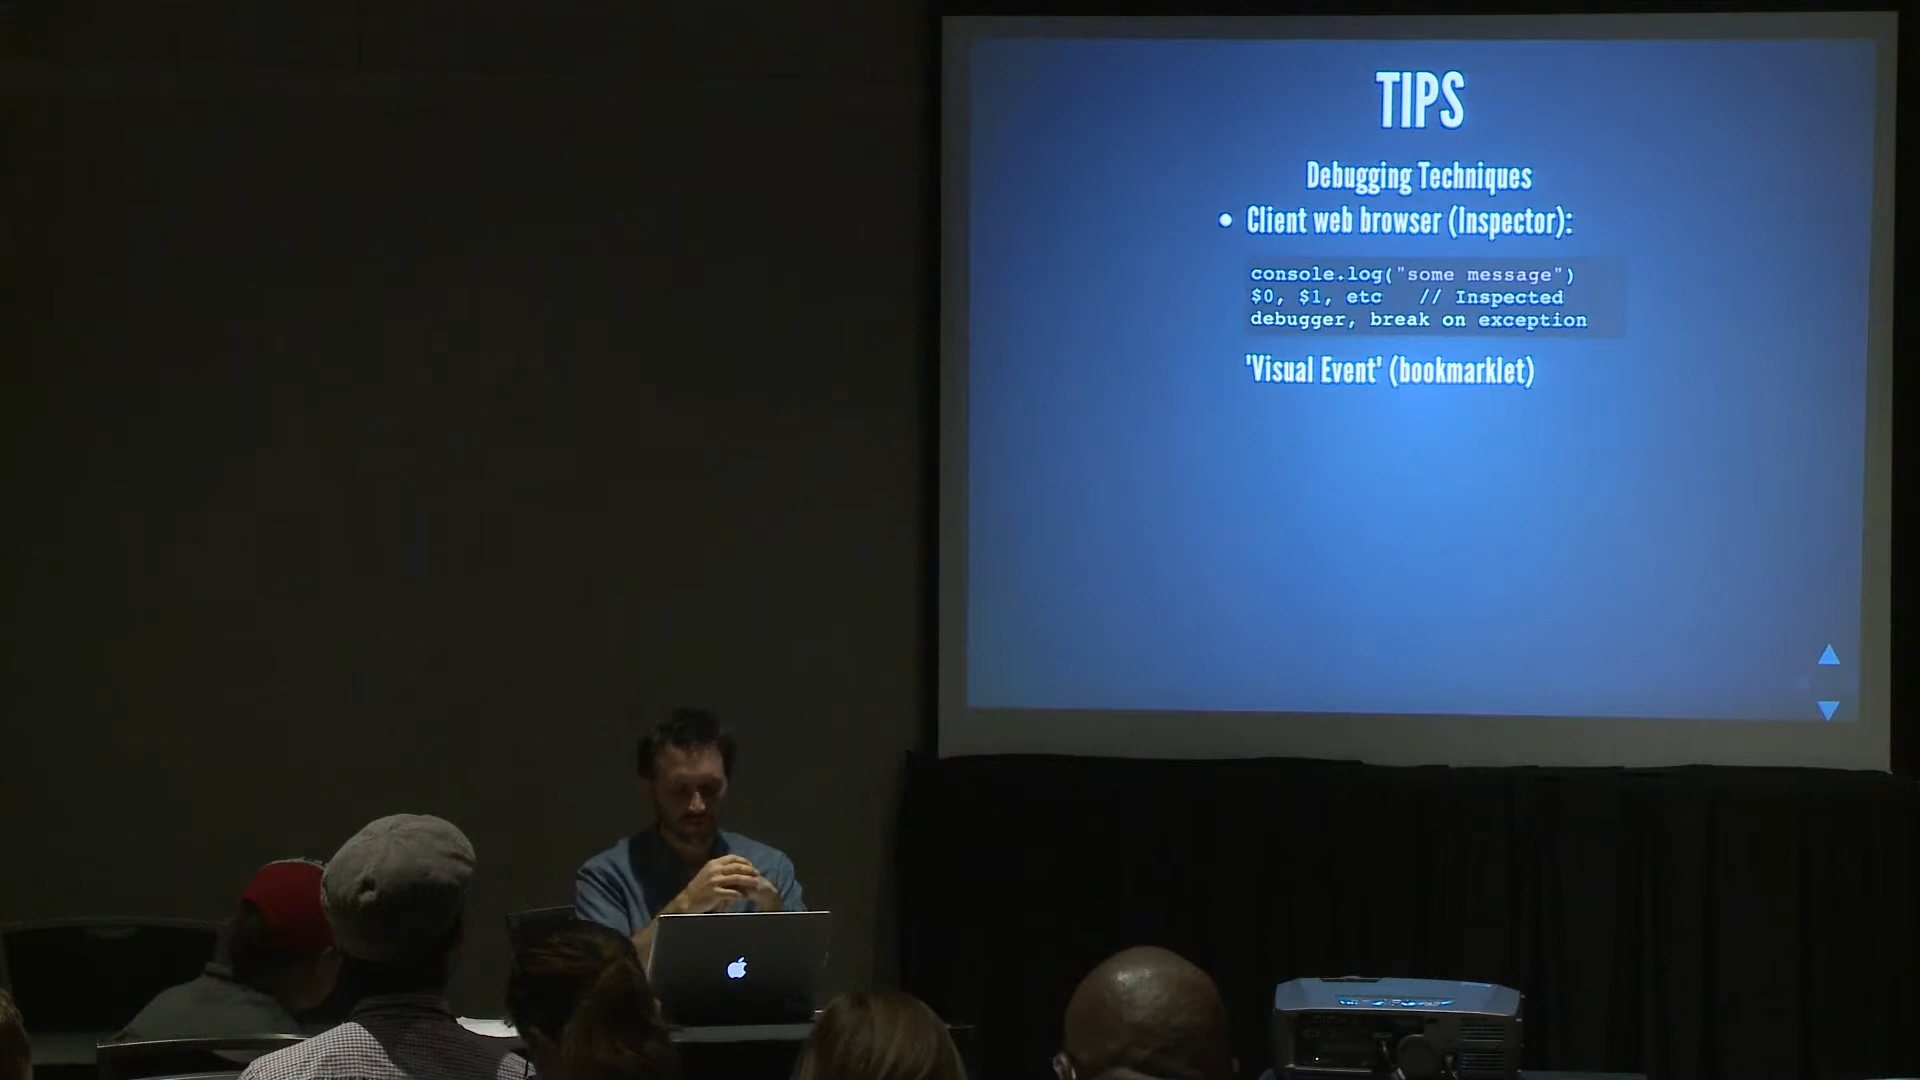 TIPS
Debugging Techniques
• Client web browser (Inspector):
console.log("some message")
$0, $1, etc   // Inspected
debugger, break on exception
'Visual Event' (bookmarklet)